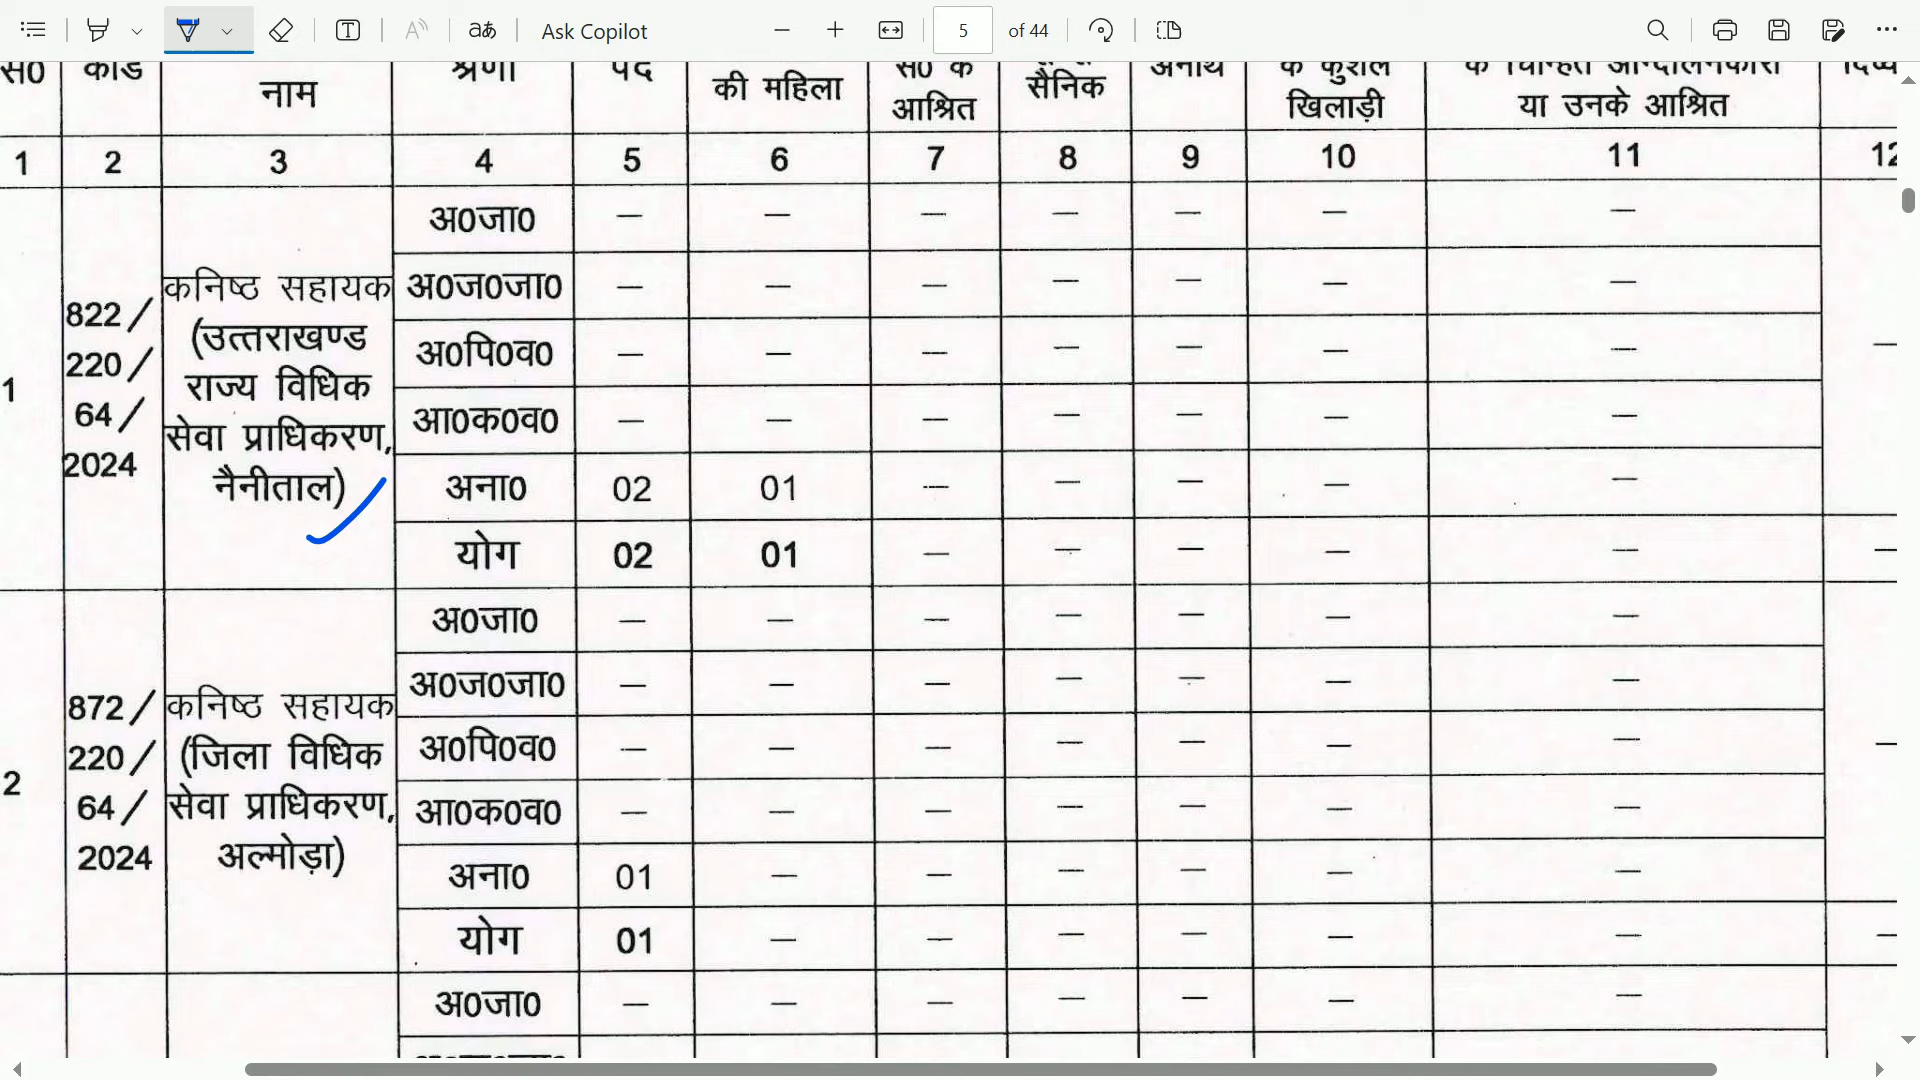 Ask Copilot 5 of 44
की महिला
आश्रित
सैनिक
खिलाड़ी
या उनके आश्रित
नाम
1 2 3 4 5 6 7 8 9 10 11 12
अ0जा0 — — — — — — —
अ0ज0जा0 — — — — — — —
अ0पि0व0 — — — — — — —
आ0क0व0 — — — — — — —
अना0 02 01 — — — — —
योग 02 01 — — — — — —
1
822/
220/
64/
2024
कनिष्ठ सहायक
(उत्तराखण्ड
राज्य विधिक
सेवा प्राधिकरण,
नैनीताल)
अ0जा0 — — — — — — —
अ0ज0जा0 — — — — — — —
अ0पि0व0 — — — — — — —
आ0क0व0 — — — — — — —
अना0 01 — — — — — —
योग 01 — — — — — — —
2
872/
220/
64/
2024
कनिष्ठ सहायक
(जिला विधिक
सेवा प्राधिकरण,
अल्मोड़ा)
अ0जा0 — — — — — — —